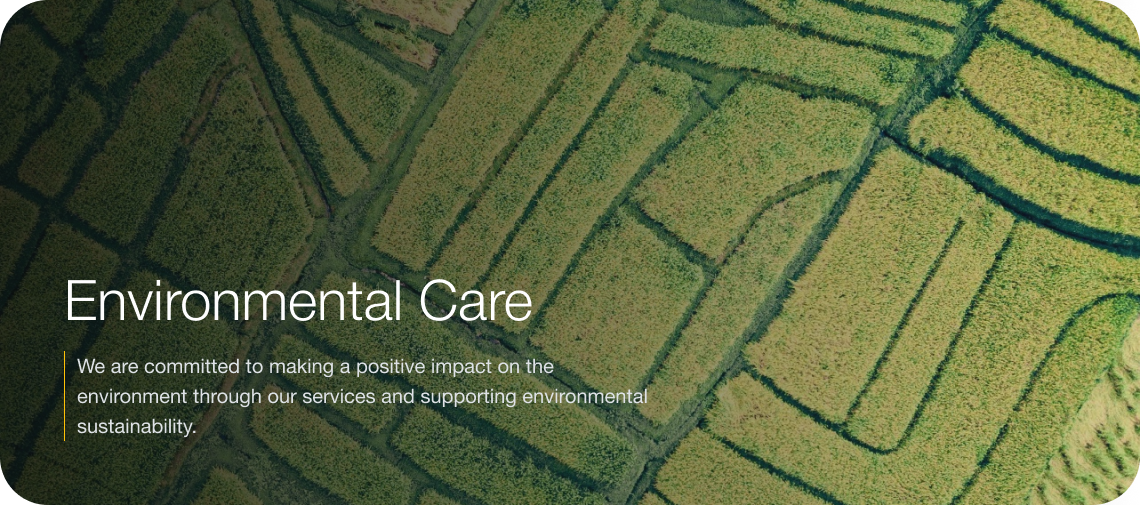 Environmental Care
We are committed to making a positive impact on the
environment through our services and supporting environmental
sustainability.